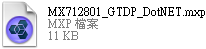 MX712801_GTDP_DotNET.mxp
MXP 檔案
11 KB